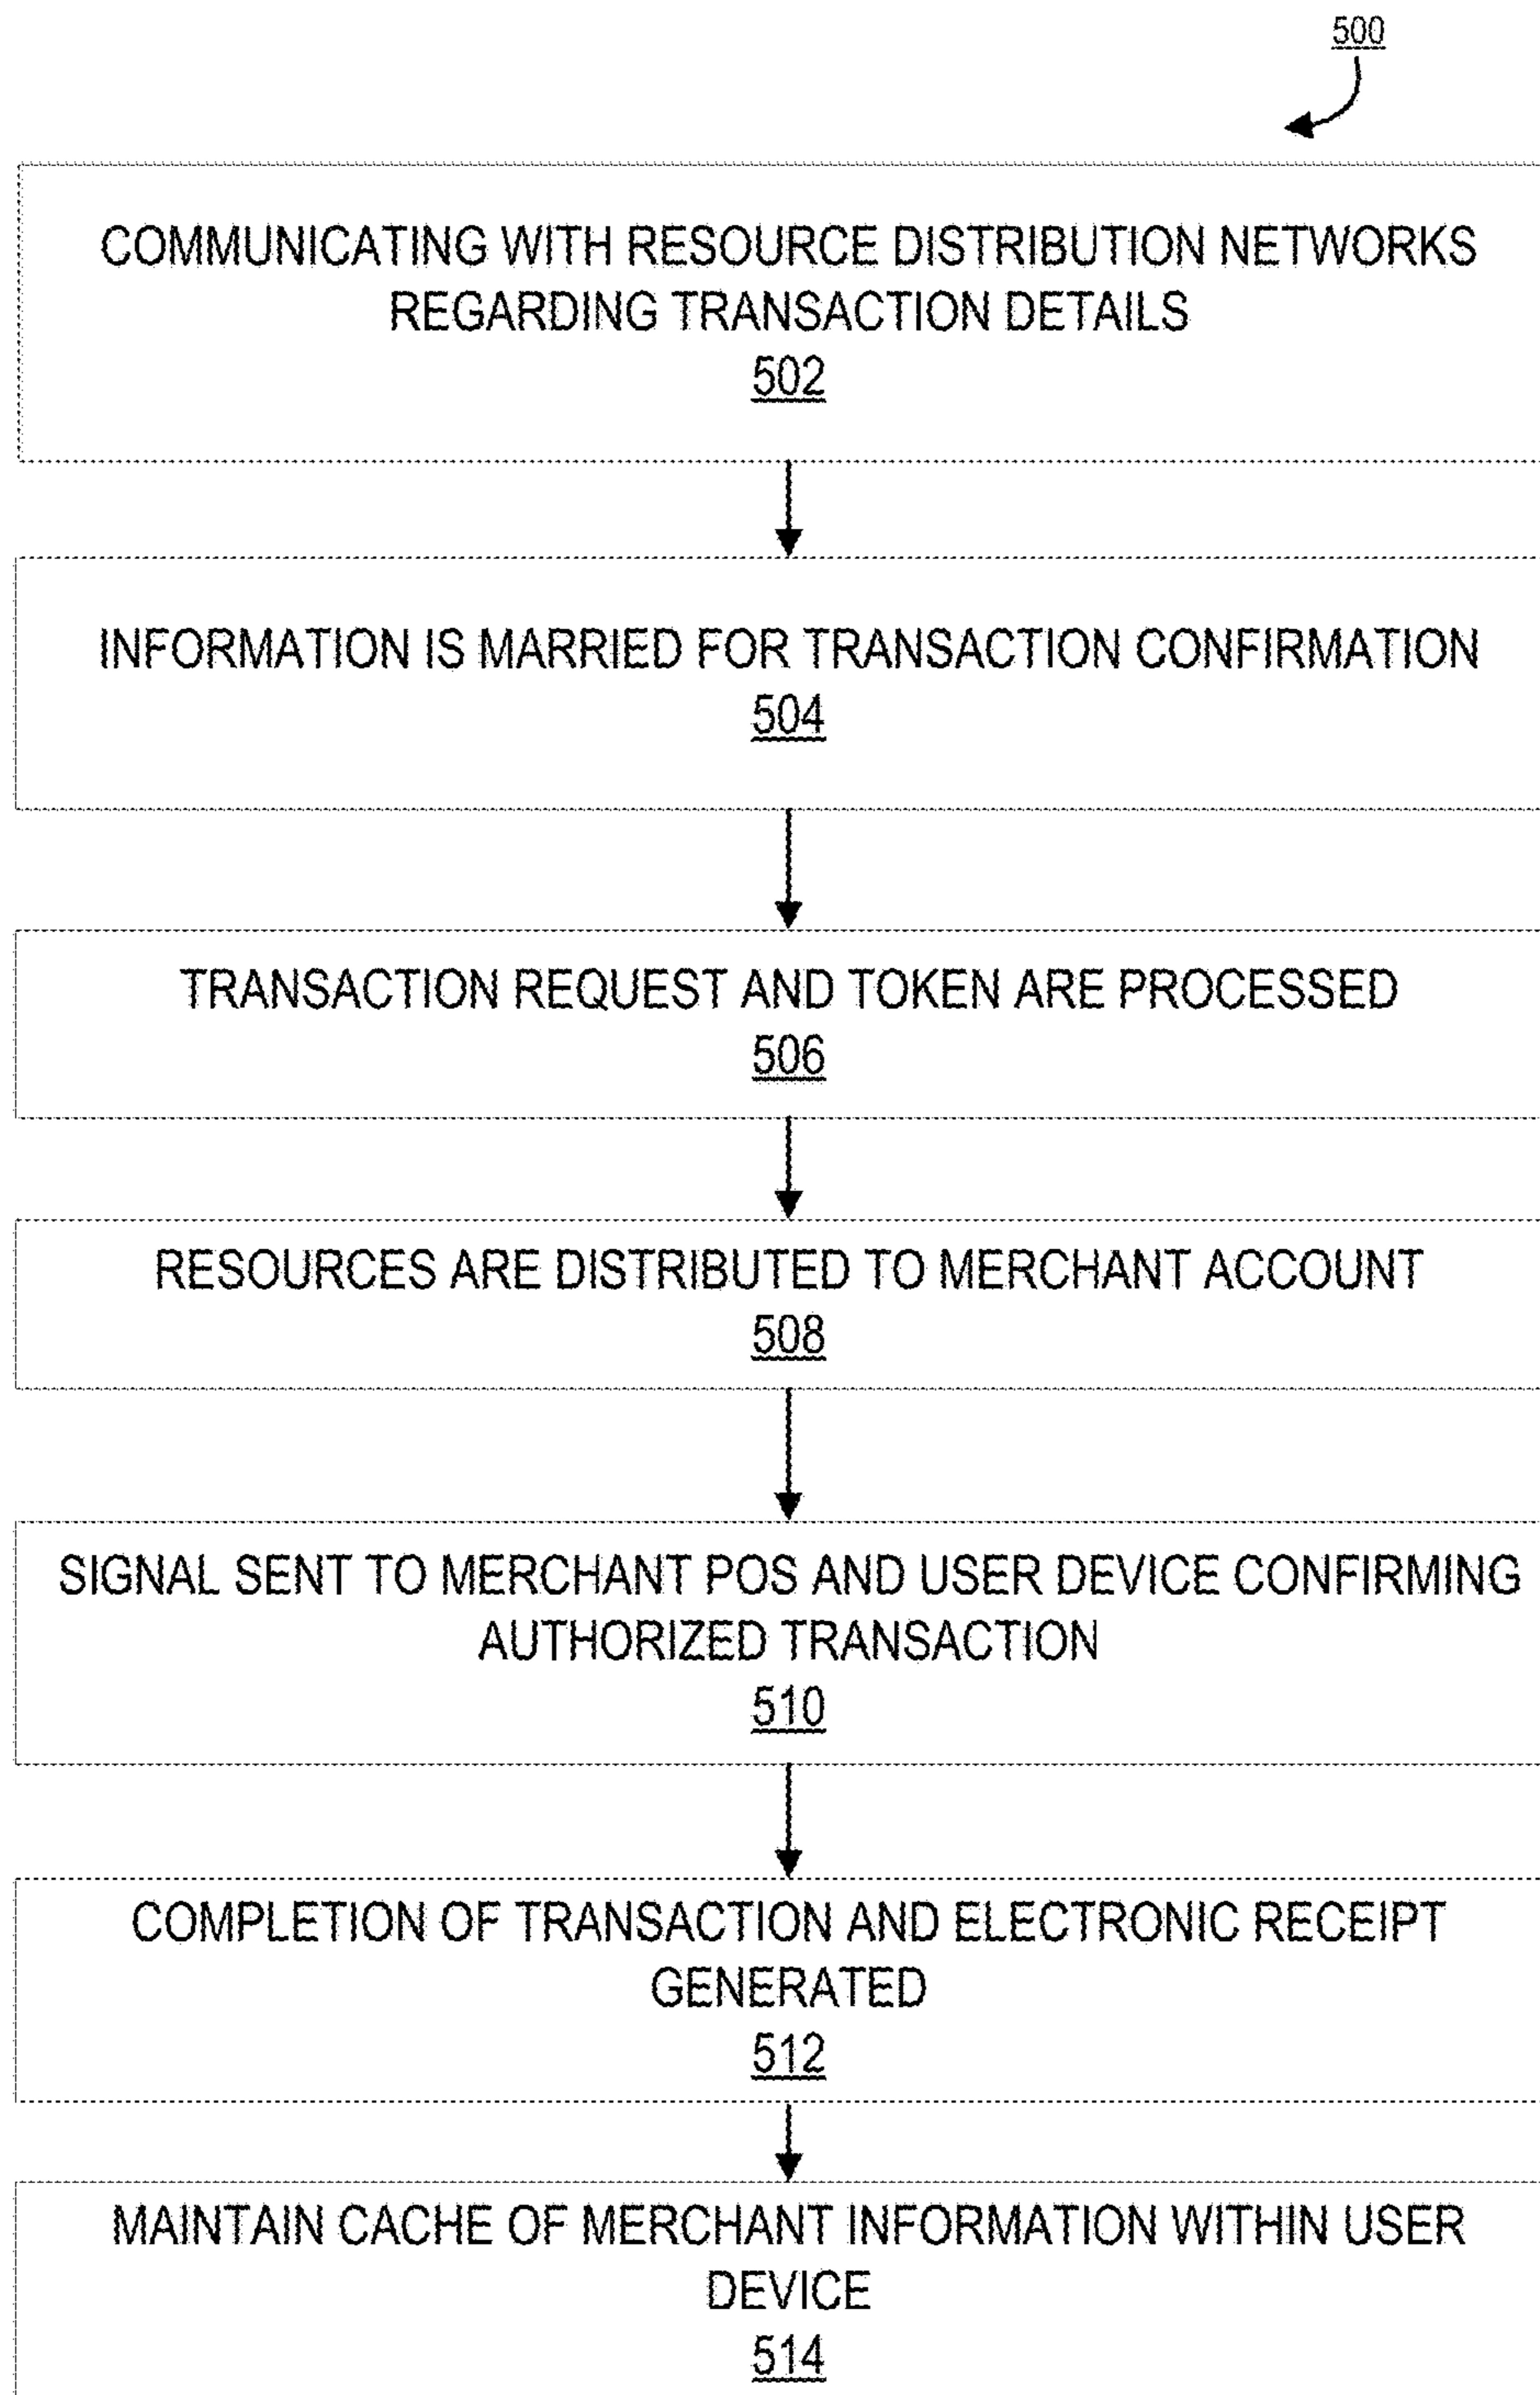 500
COMMUNICATING WITH RESOURCE DISTRIBUTION NETWORKS
REGARDING TRANSACTION DETAILS
502
INFORMATION IS MARRIED FOR TRANSACTION CONFIRMATION
504
TRANSACTION REQUEST AND TOKEN ARE PROCESSED
506
RESOURCES ARE DISTRIBUTED TO MERCHANT ACCOUNT
508
SIGNAL SENT TO MERCHANT POS AND USER DEVICE CONFIRMING
AUTHORIZED TRANSACTION
510
COMPLETION OF TRANSACTION AND ELECTRONIC RECEIPT
GENERATED
512
MAINTAIN CACHE OF MERCHANT INFORMATION WITHIN USER
DEVICE
514